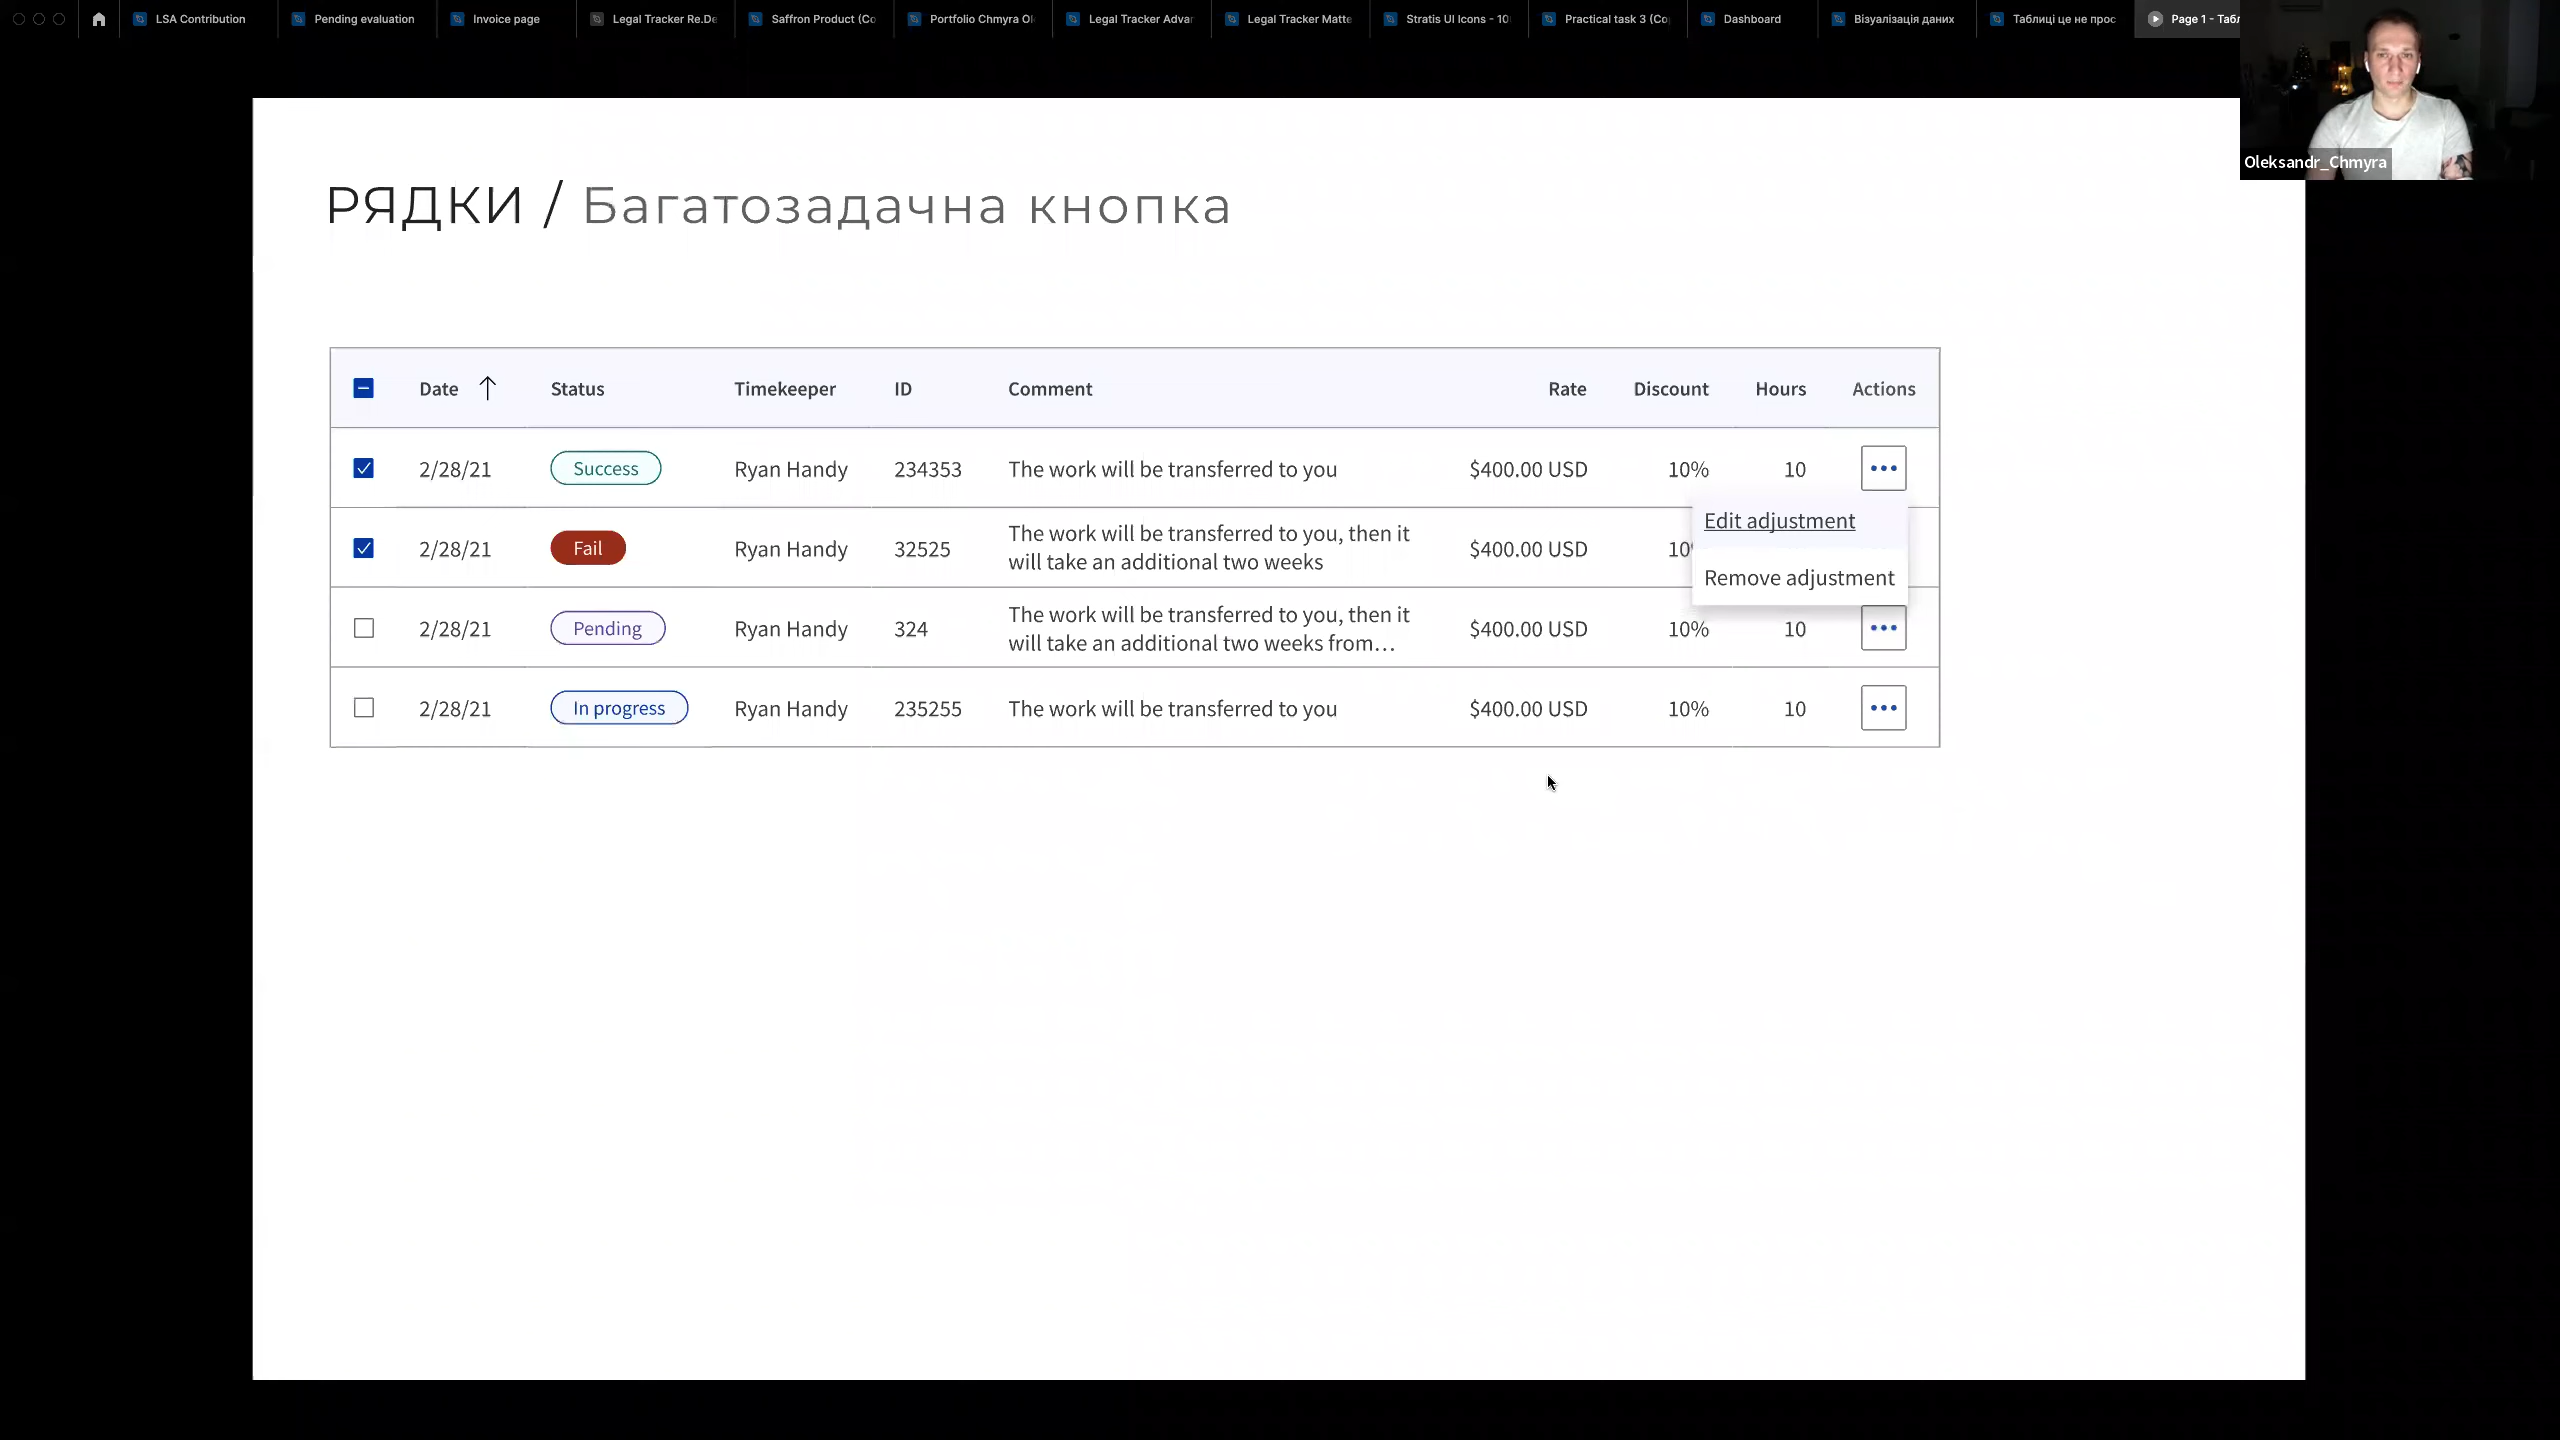 LSA Contribution
Pending evaluation
Invoice page
Legal Tracker Re.De
Saffron Product (Co
Portfolio Chmyra Ol
Legal Tracker Advar
Legal Tracker Matte
Stratis UI Icons - 10
Practical task 3 (Co
Dashboard
Візуалізація даних
Таблиці це не прос
Page 1 - Табл
Oleksandr_Chmyra
РЯДКИ / Багатозадачна кнопка
Date Status Timekeeper ID Comment Rate Discount Hours Actions
2/28/21 Success Ryan Handy 234353 The work will be transferred to you $400.00 USD 10% 10
Edit adjustment
2/28/21 Fail Ryan Handy 32525 The work will be transferred to you, then it $400.00 USD 10
will take an additional two weeks
Remove adjustment
2/28/21 Pending Ryan Handy 324 The work will be transferred to you, then it $400.00 USD 10% 10
will take an additional two weeks from…
2/28/21 In progress Ryan Handy 235255 The work will be transferred to you $400.00 USD 10% 10